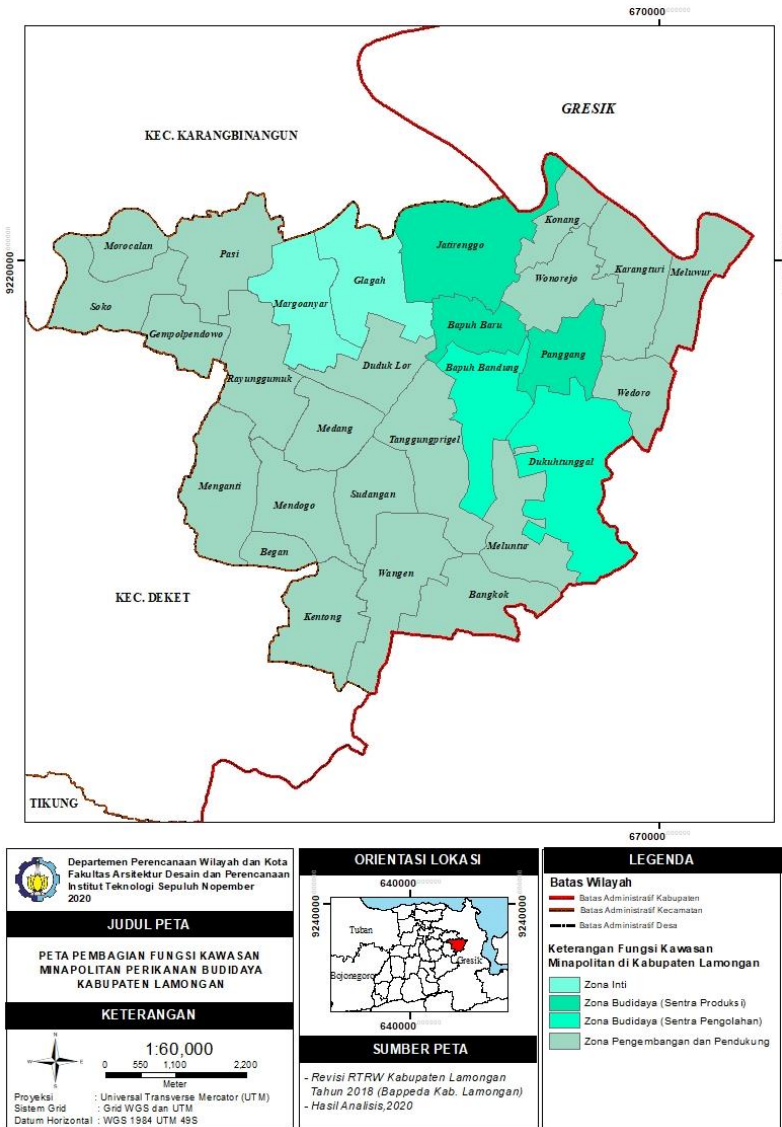 670000
GRESIK
KEC. KARANGBINANGUN
Konang
Morocalan
Jatirenggo
Pasi
9220000
Glagah
Wonorejo
Karangturi
Meluwur
Soko
Margoanyar
Gempolpendowo
Bapuh Baru
Panggang
Duduk Lor
Bapuh Bandung
Rayunggumuk
Wedoro
Medang
Tanggungprigel
Dukuhtunggal
Menganti
Mendogo
Sudangan
Meluntur
Began
Wangen
KEC. DEKET
Bangkok
Kentong
TIKUNG
670000
Departemen Perencanaan Wilayah dan Kota
Fakultas Arsitektur Desain dan Perencanaan
Institut Teknologi Sepuluh Nopember
2020
JUDUL PETA
PETA PEMBAGIAN FUNGSI KAWASAN
MINAPOLITAN PERIKANAN BUDIDAYA
KABUPATEN LAMONGAN
KETERANGAN
N
W
E
S
1:60,000
0 550 1,100 2,200
Meter
Proyeksi : Universal Transverse Mercator (UTM)
Sistem Grid : Grid WGS dan UTM
Datum Horizontal : WGS 1984 UTM 49S
ORIENTASI LOKASI
640000
9240000
9240000
Tuban
Bojonegoro
Gresik
640000
SUMBER PETA
- Revisi RTRW Kabupaten Lamongan
Tahun 2018 (Bappeda Kab. Lamongan)
- Hasil Analisis,2020
LEGENDA
Batas Wilayah
Batas Administratif Kabupaten
Batas Administratif Kecamatan
Batas Administratif Desa
Keterangan Fungsi Kawasan
Minapolitan di Kabupaten Lamongan
Zona Inti
Zona Budidaya (Sentra Produksi)
Zona Budidaya (Sentra Pengolahan)
Zona Pengembangan dan Pendukung